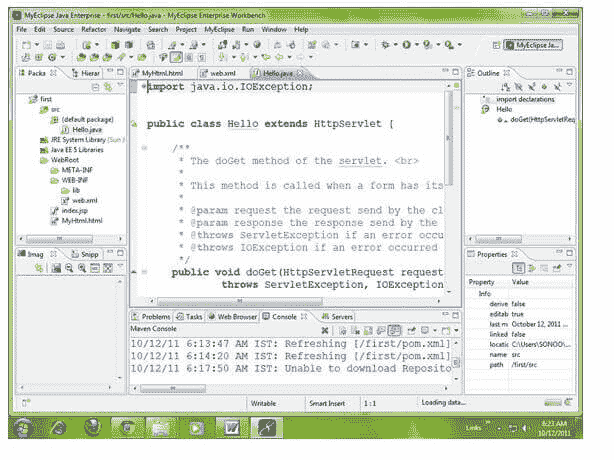 MyEclipse Java Enterprise - first/src/Hello.java - MyEclipse Enterprise Workbench
File Edit Source Refactor Navigate Search Project MyEclipse Run Window Help
MyEclipse Ja...
Packa Hierar
first
src
(default package)
Hello.java
JRE System Library [Sun J
Java EE 5 Libraries
WebRoot
META-INF
WEB-INF
lib
web.xml
index.jsp
MyHtml.html
Imag Snipp
MyHtml.html web.xml Hello.java
import java.io.IOException;
public class Hello extends HttpServlet {
/**
* The doGet method of the servlet. <br>
*
* This method is called when a form has its
*
* @param request the request send by the cl
* @param response the response send by the
* @throws ServletException if an error occu
* @throws IOException if an error occurred
*/
public void doGet(HttpServletRequest request
throws ServletException, IOException
Problems Tasks Web Browser Console Servers
Maven Console
10/12/11 6:13:47 AM IST: Refreshing [/first/pom.xml]
10/12/11 6:14:20 AM IST: Refreshing [/first/pom.xml]
10/12/11 6:17:50 AM IST: Unable to download Reposito
Outline
import declarations
Hello
doGet(HttpServletReq
Properties
Property Value
Info
derive false
editab true
last m October 12, 2011 ...
linked false
locatic C:\Users\SONOO\...
name src
path /first/src
Writable Smart Insert 1 : 1 Loading data...
Links
6:23 AM
10/12/2011